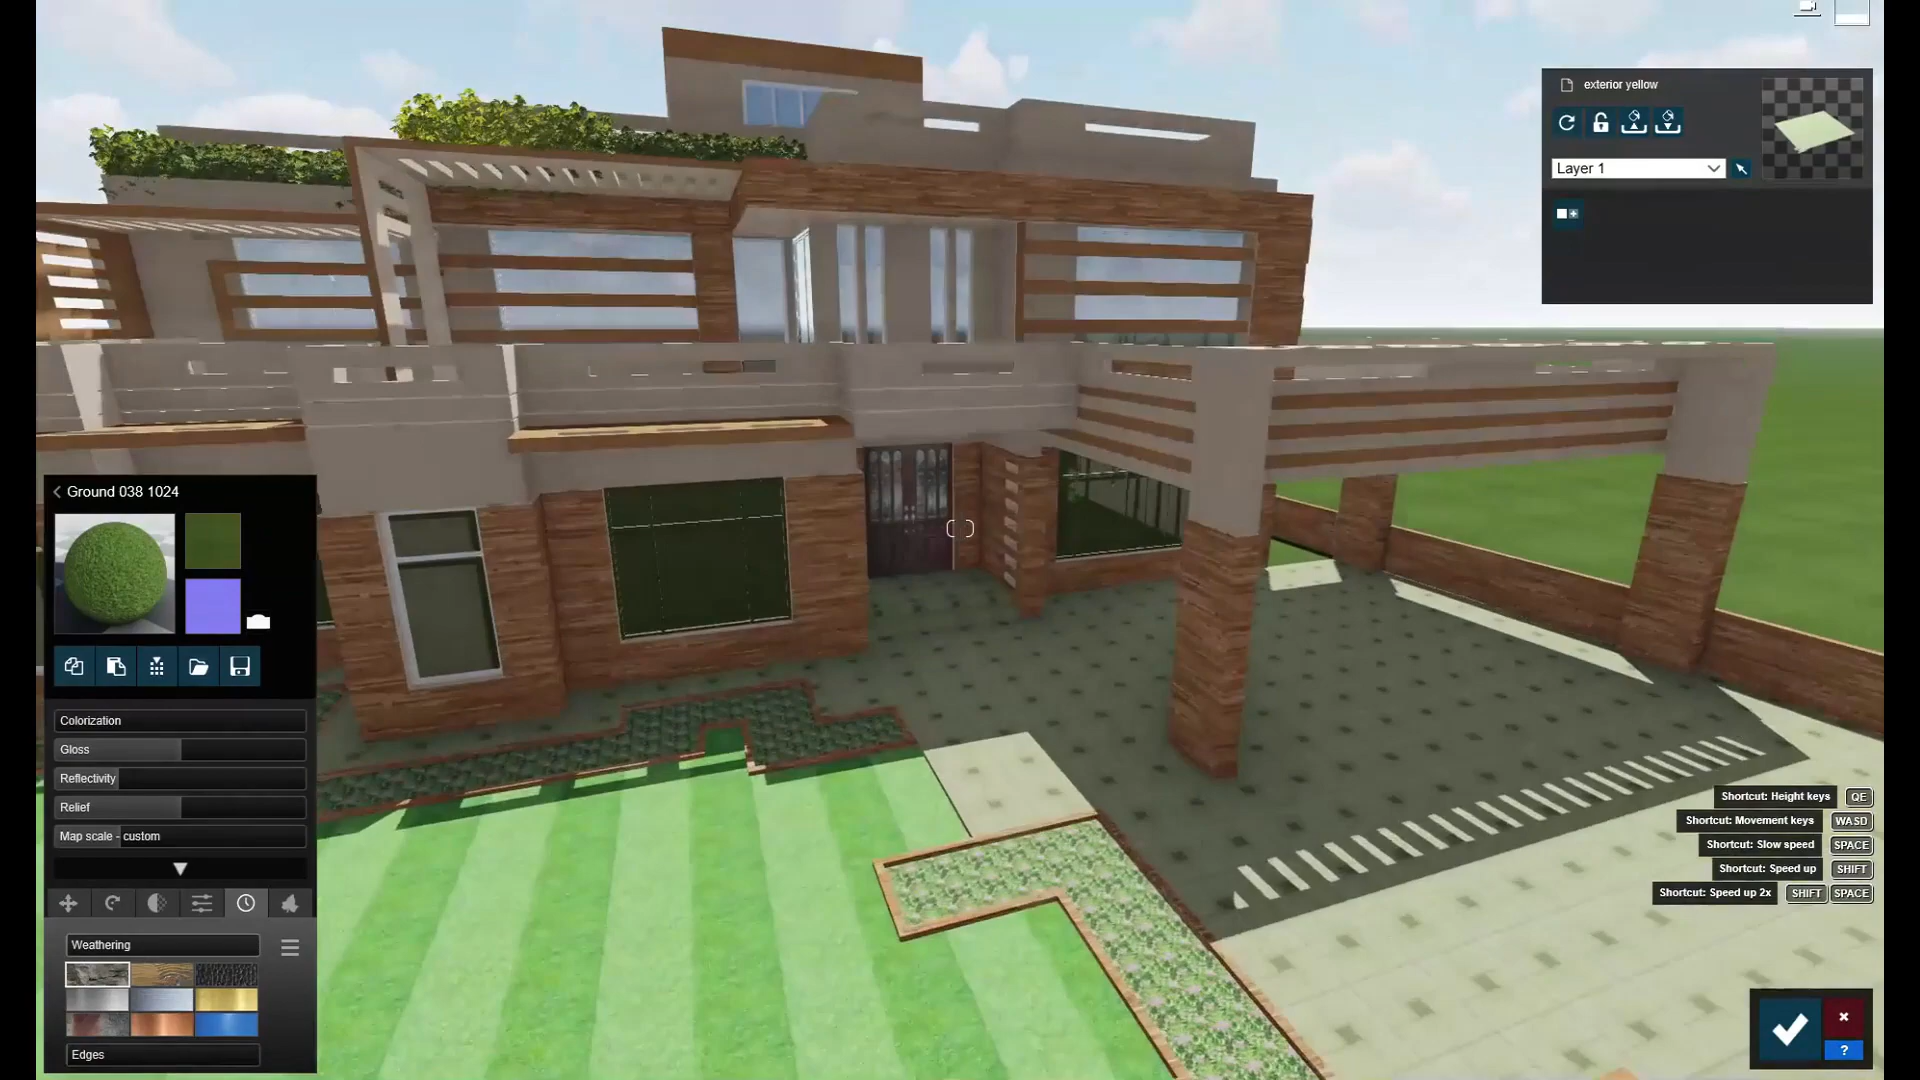 exterior yellow
Layer 1
Ground 038 1024
Colorization
Gloss
Reflectivity
Relief
Map scale - custom
Weathering
Edges
Shortcut: Height keys QE
Shortcut: Movement keys WASD
Shortcut: Slow speed SPACE
Shortcut: Speed up SHIFT
Shortcut: Speed up 2x SHIFT SPACE
?